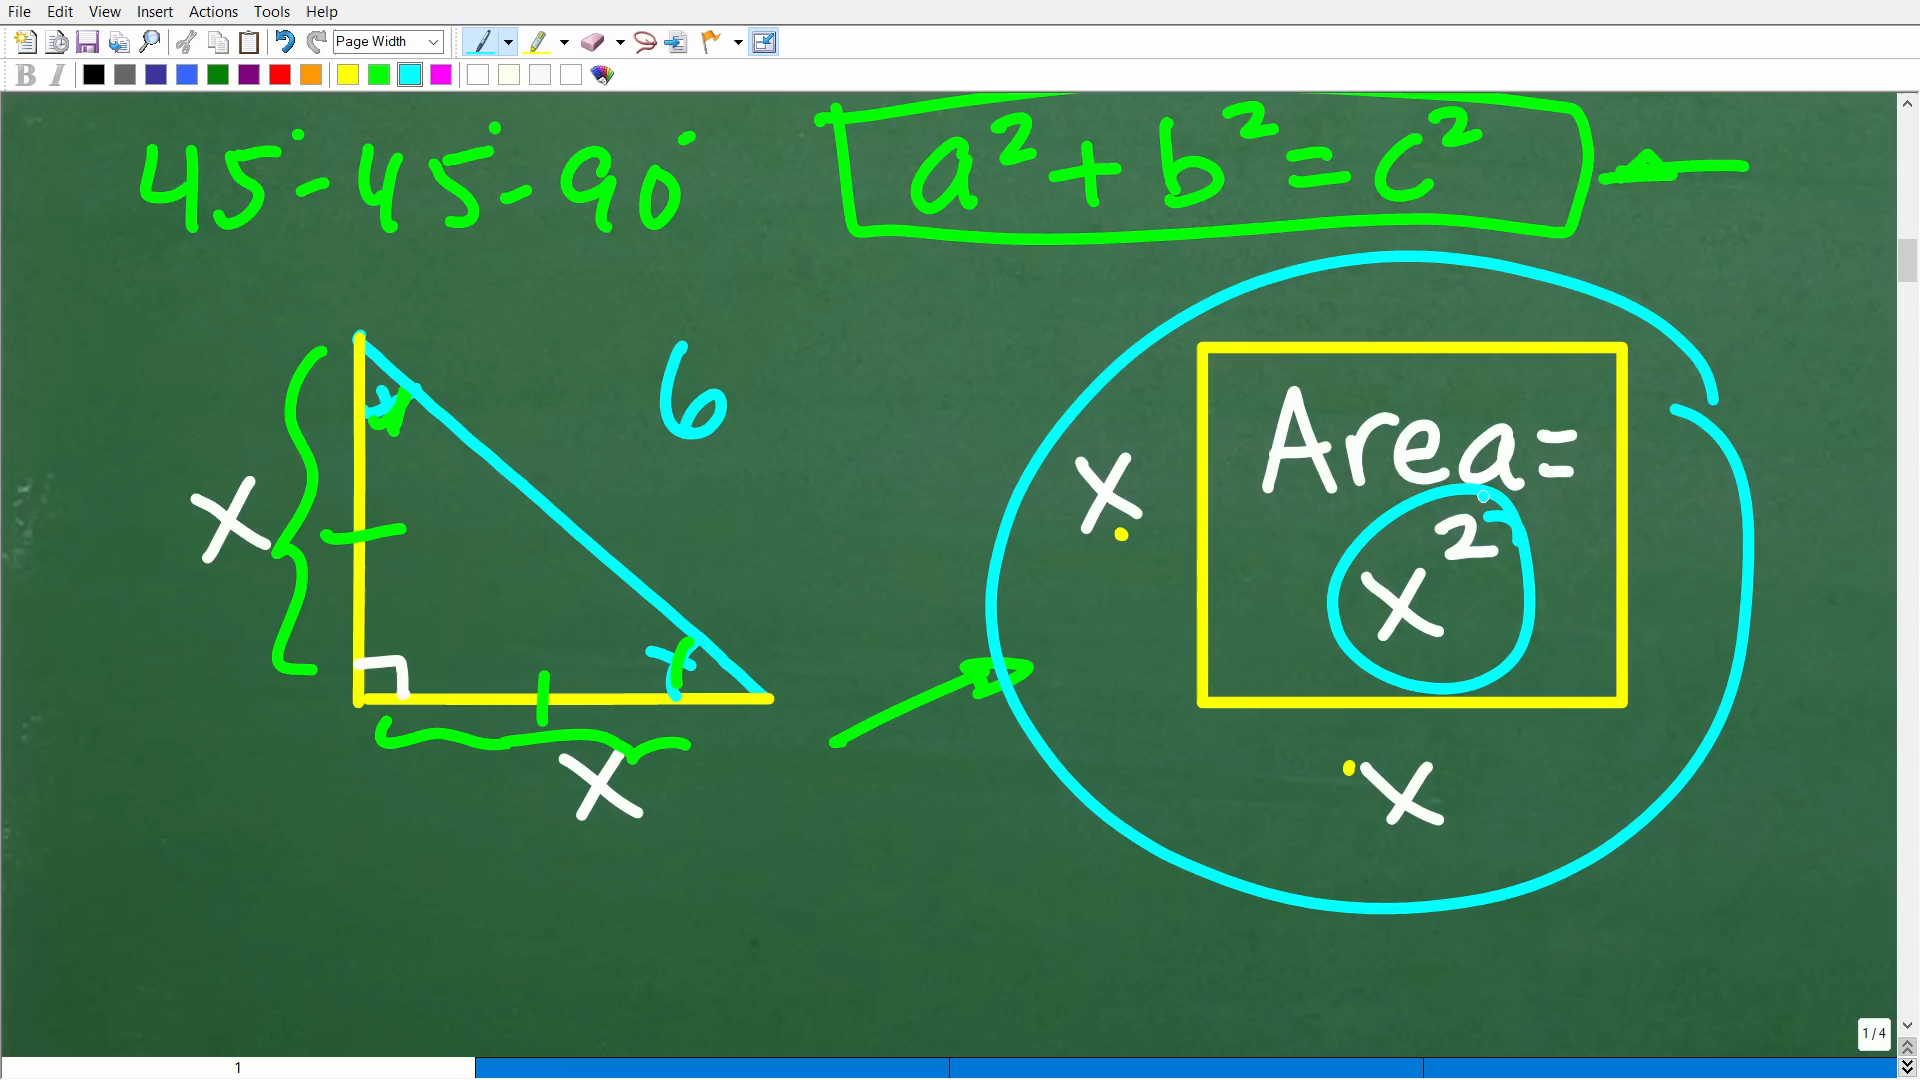 File Edit View Insert Actions Tools Help
Page Width
B I
45°-45°-90°
a²+b²=c²
6
Area=
x
x
x²
x
x
1/4
1